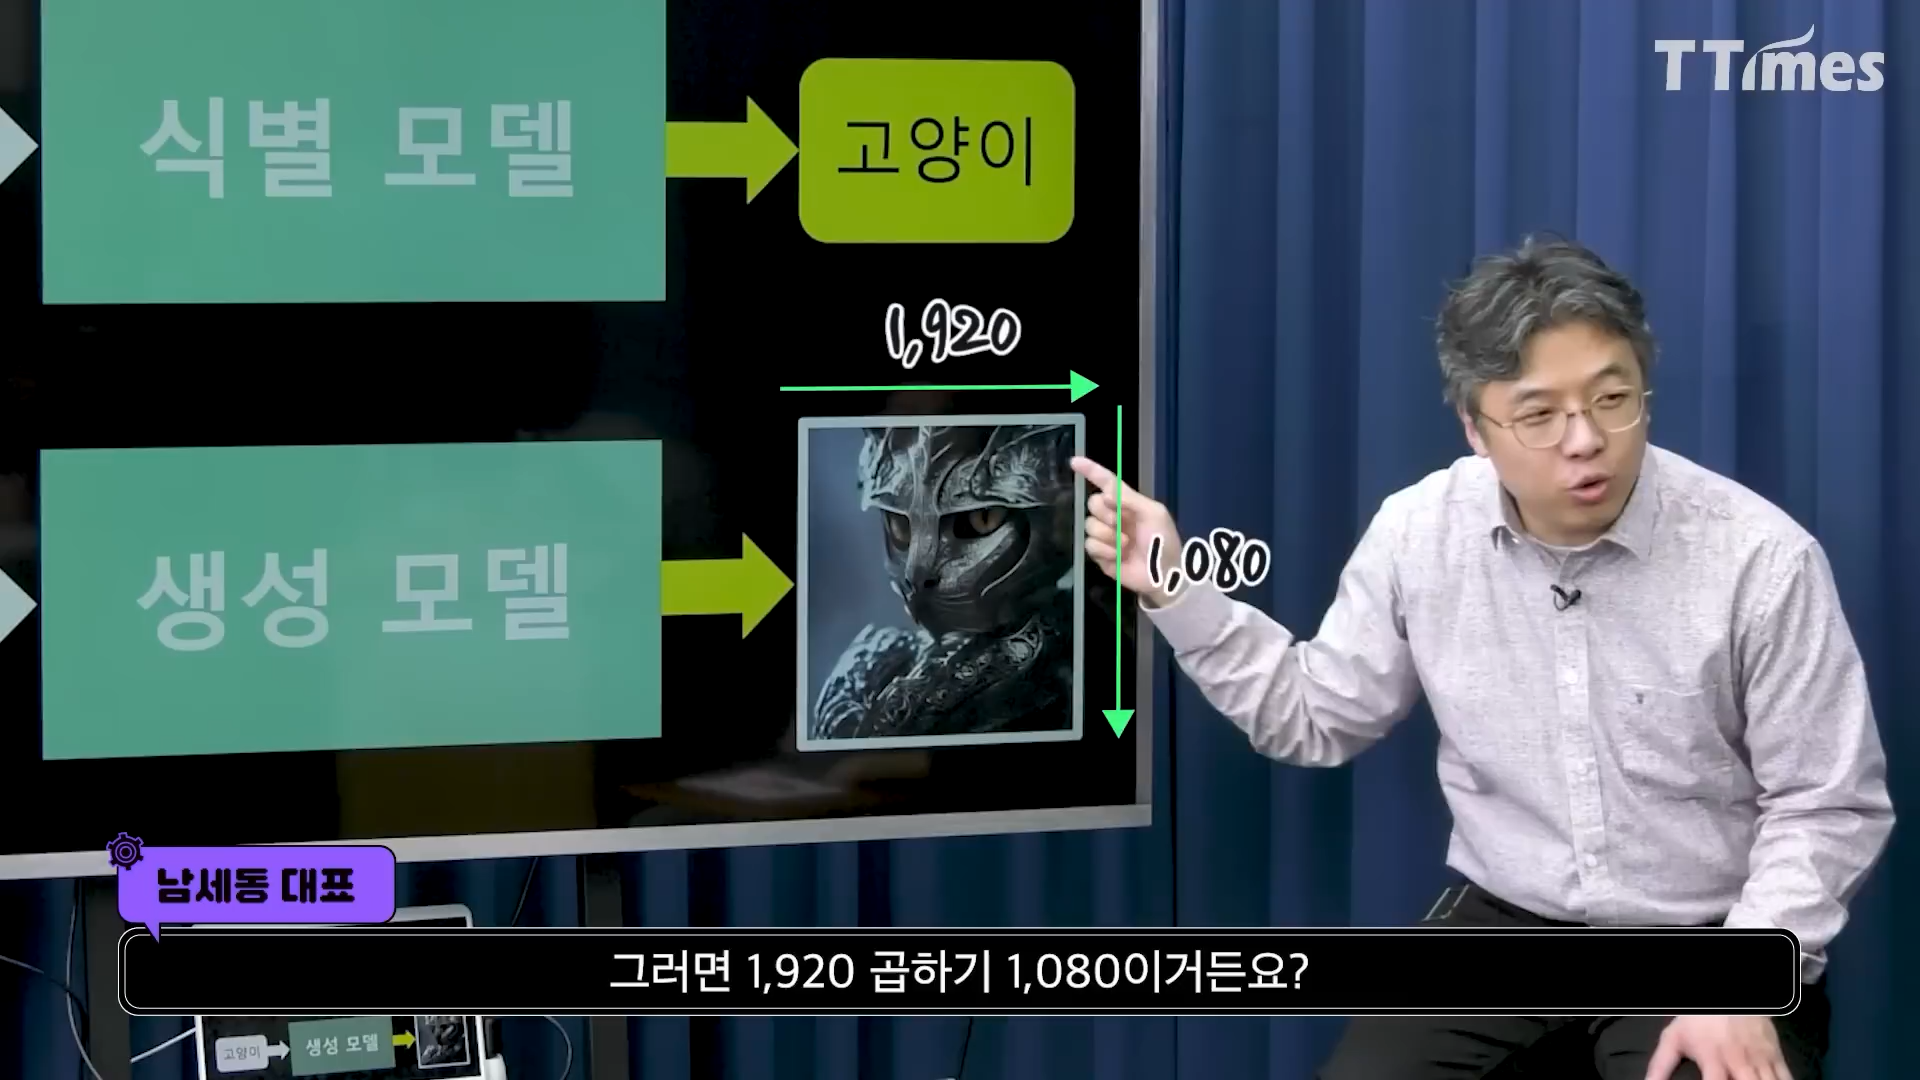 TTimes
식별 모델
고양이
1,920
생성 모델
1,080
남세동 대표
그러면 1,920 곱하기 1,080이거든요?
고양이
생성 모델